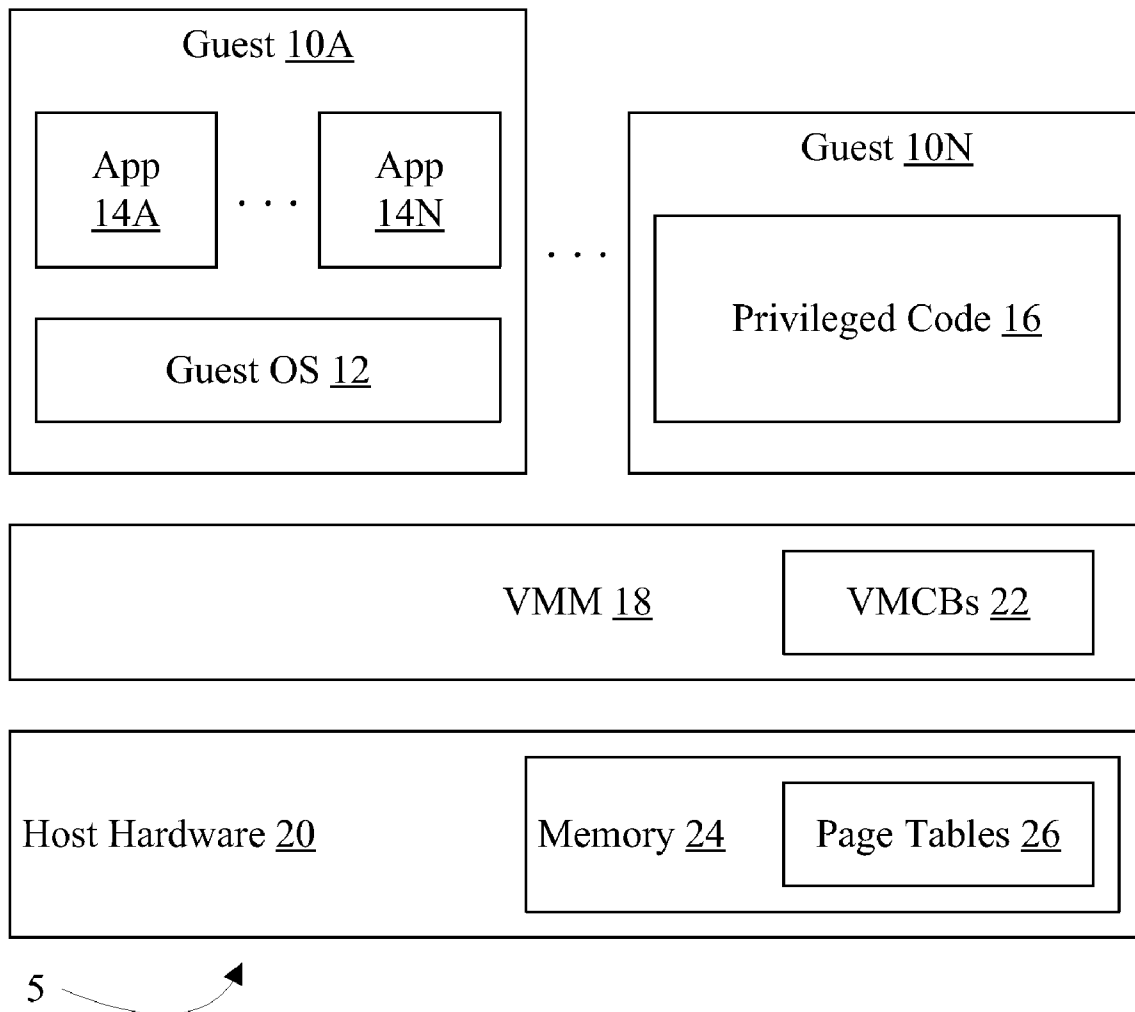 Guest 10A
App
14A
. . .
App
14N
Guest OS 12
. . .
Guest 10N
Privileged Code 16
VMM 18
VMCBs 22
Host Hardware 20
Memory 24
Page Tables 26
5